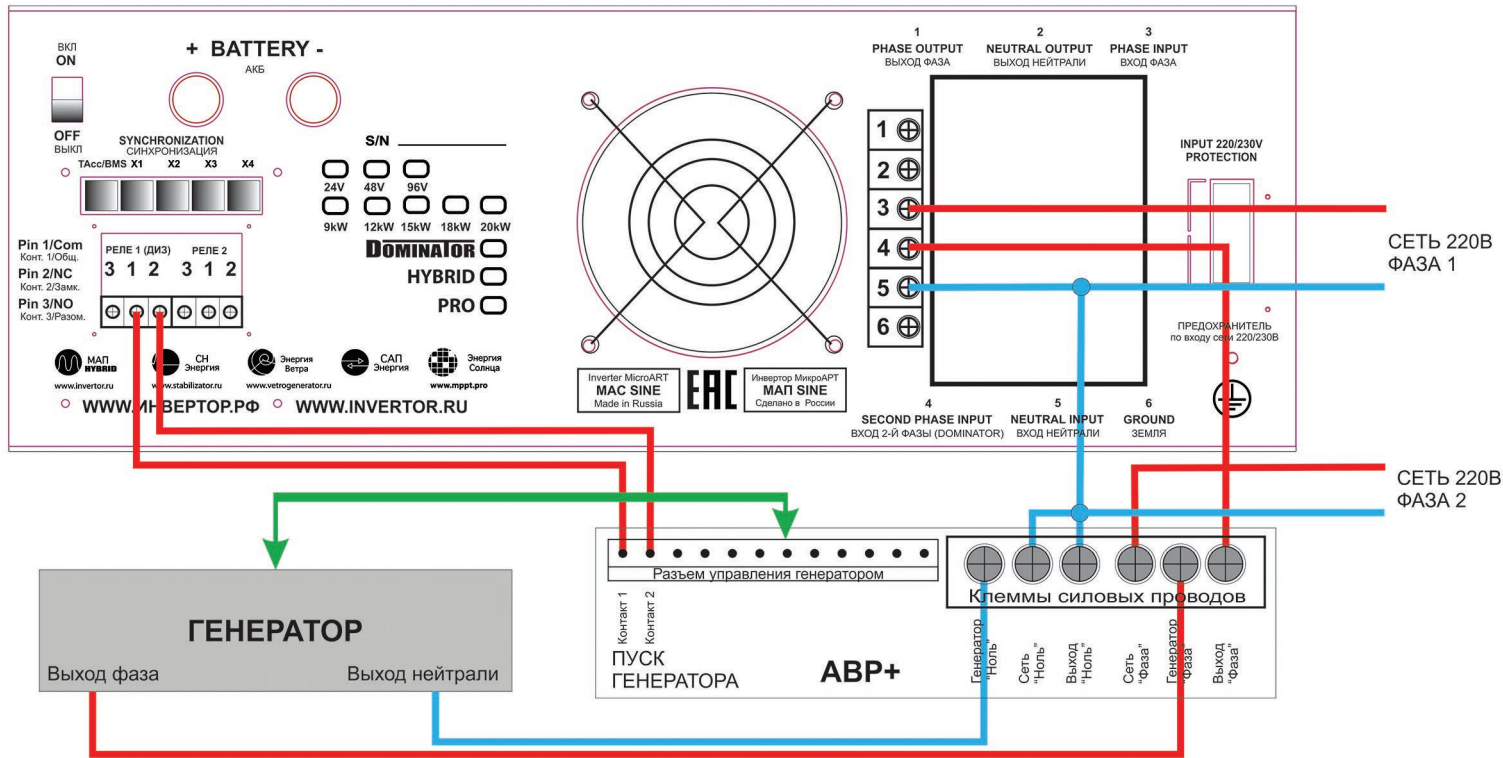 ВКЛ
ON
OFF
ВЫКЛ
+ BATTERY -
АКБ
SYNCHRONIZATION
СИНХРОНИЗАЦИЯ
TAcc/BMS X1 X2 X3 X4
S/N
24V 48V 96V
9kW 12kW 15kW 18kW 20kW
DOMINATOR
HYBRID
PRO
Pin 1/Com
Конт. 1/Общ.
Pin 2/NC
Конт. 2/Замк.
Pin 3/NO
Конт. 3/Разом.
РЕЛЕ 1 (ДИЗ) РЕЛЕ 2
3 1 2 3 1 2
МАП
HYBRID
www.invertor.ru
СН
Энергия
www.stabilizator.ru
Энергия
Ветра
www.vetrogenerator.ru
САП
Энергия
Энергия
Солнца
www.mppt.pro
WWW.ИНВЕРТОР.РФ WWW.INVERTOR.RU
Inverter MicroART
MAC SINE
Made in Russia
EAC
Инвертор МикроАРТ
МАП SINE
Сделано в России
1
PHASE OUTPUT
ВЫХОД ФАЗА
2
NEUTRAL OUTPUT
ВЫХОД НЕЙТРАЛИ
3
PHASE INPUT
ВХОД ФАЗА
1
2
3
4
5
6
4
SECOND PHASE INPUT
ВХОД 2-Й ФАЗЫ (DOMINATOR)
5
NEUTRAL INPUT
ВХОД НЕЙТРАЛИ
6
GROUND
ЗЕМЛЯ
INPUT 220/230V
PROTECTION
ПРЕДОХРАНИТЕЛЬ
по входу сети 220/230В
СЕТЬ 220В
ФАЗА 1
СЕТЬ 220В
ФАЗА 2
ГЕНЕРАТОР
Выход фаза
Выход нейтрали
Разъем управления генератором
Контакт 1
Контакт 2
ПУСК
ГЕНЕРАТОРА
АВР+
Клеммы силовых проводов
Генератор
"Ноль"
Сеть
"Ноль"
Выход
"Ноль"
Сеть
"Фаза"
Генератор
"Фаза"
Выход
"Фаза"